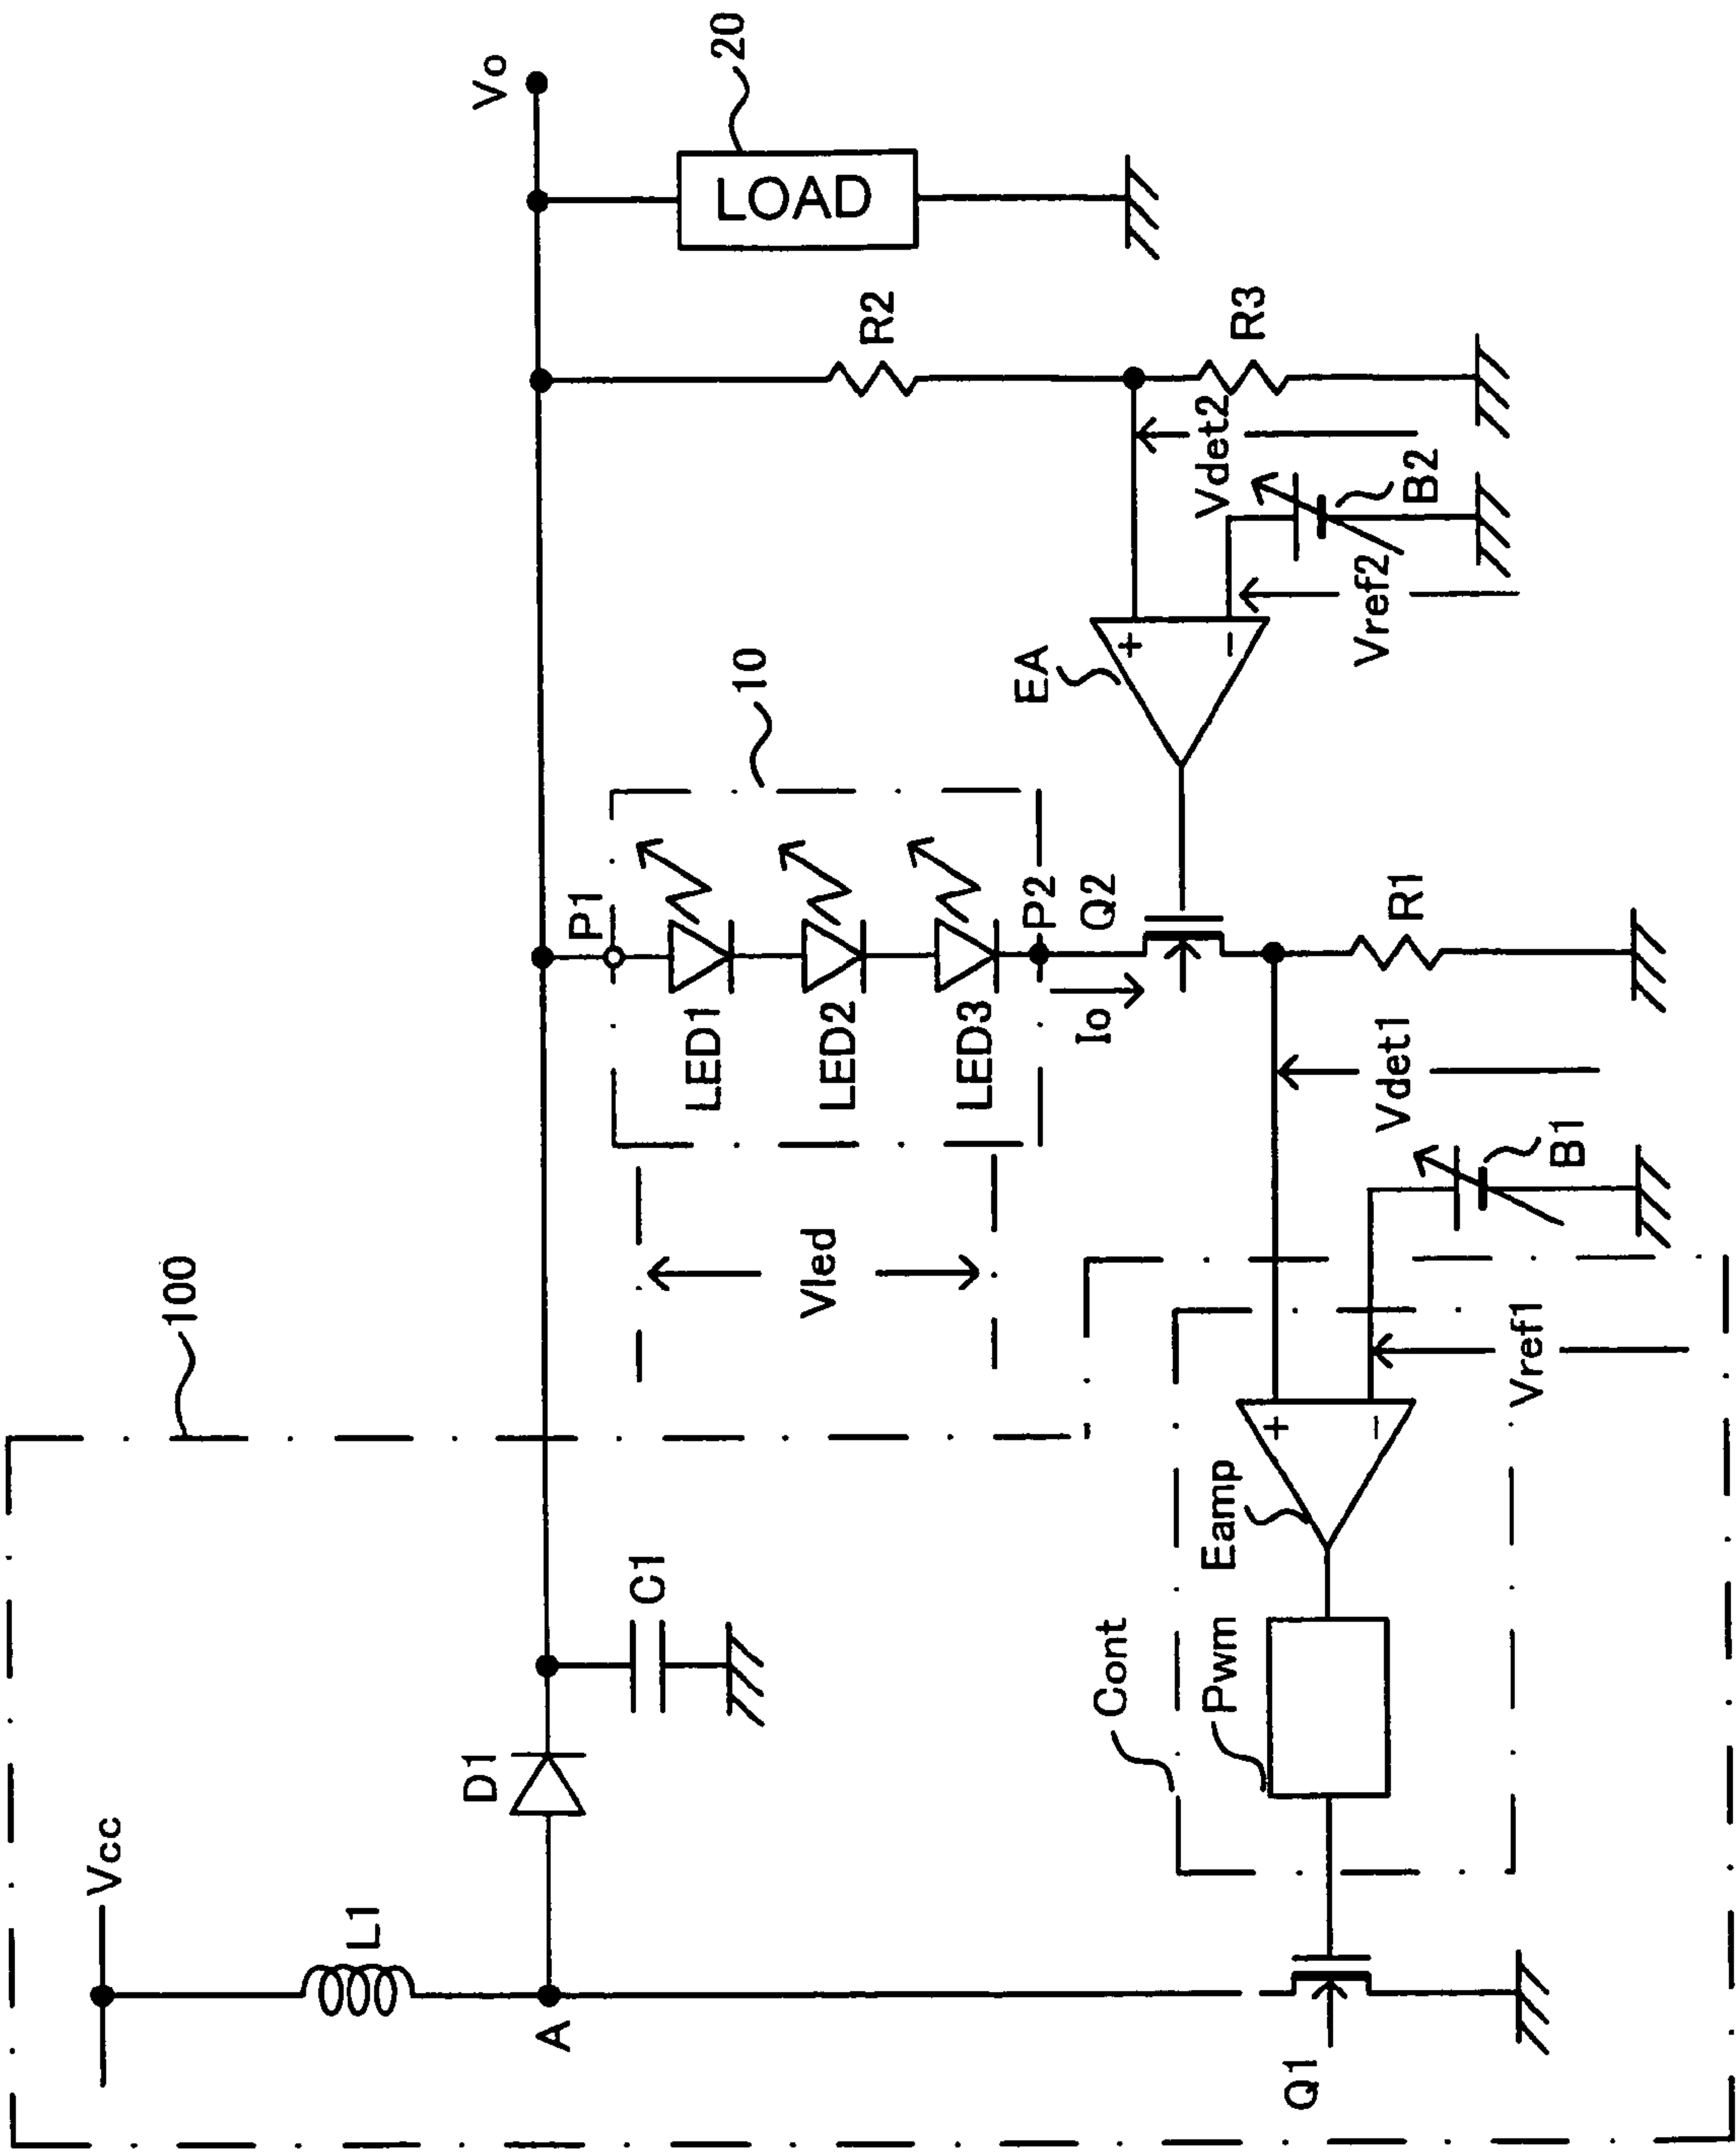 100
Vcc
L1
A
D1
C1
Vo
20
LOAD
R2
R3
10
P1
LED1
LED2
LED3
Vled
P2
Q2
Io
EA
+
−
Vdet2
Vref2
B2
R1
Vdet1
B1
Vref1
Eamp
+
−
Pwm
Cont
Q1